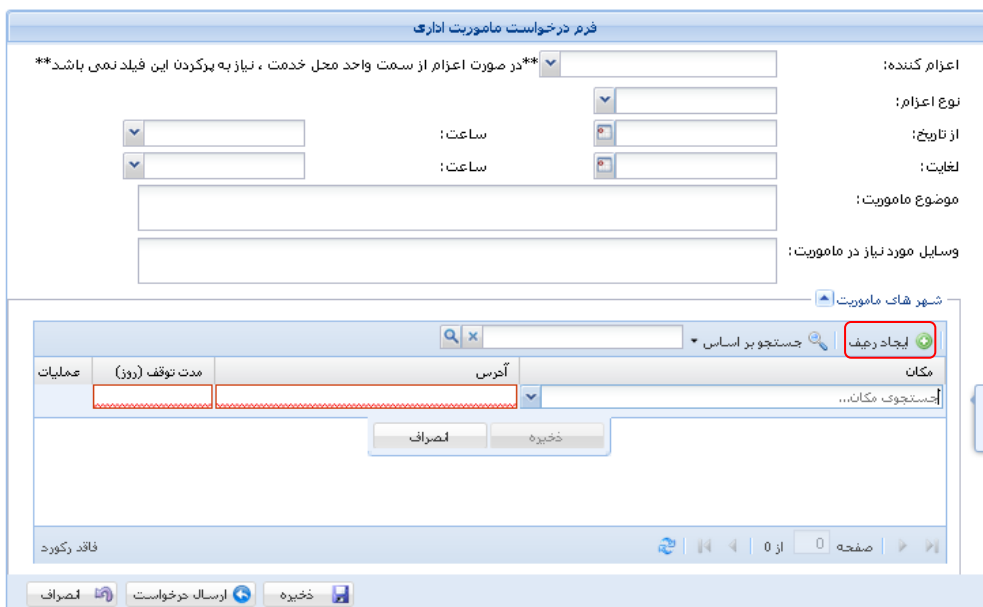 فرم درخواست ماموریت اداری
اعزام کننده: **در صورت اعزام از سمت واحد محل خدمت ، نیاز به پرکردن این فیلد نمی باشد**
نوع اعزام:
از تاریخ: ساعت:
لغایت: ساعت:
موضوع ماموریت:
وسایل مورد نیاز در ماموریت:
شهر های ماموریت
ایجاد ردیف جستجو بر اساس
مکان آدرس مدت توقف (روز) عملیات
جستجوی مکان...
ذخیره انصراف
صفحه 0 از 0 فاقد رکورد
ذخیره ارسال درخواست انصراف